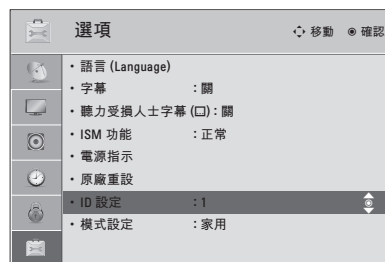 選項
移動 確認
• 語言 (Language)
• 字幕 : 關
• 聽力受損人士字幕 (□) : 關
• ISM 功能 : 正常
• 電源指示
• 原廠重設
• ID 設定 : 1
• 模式設定 : 家用